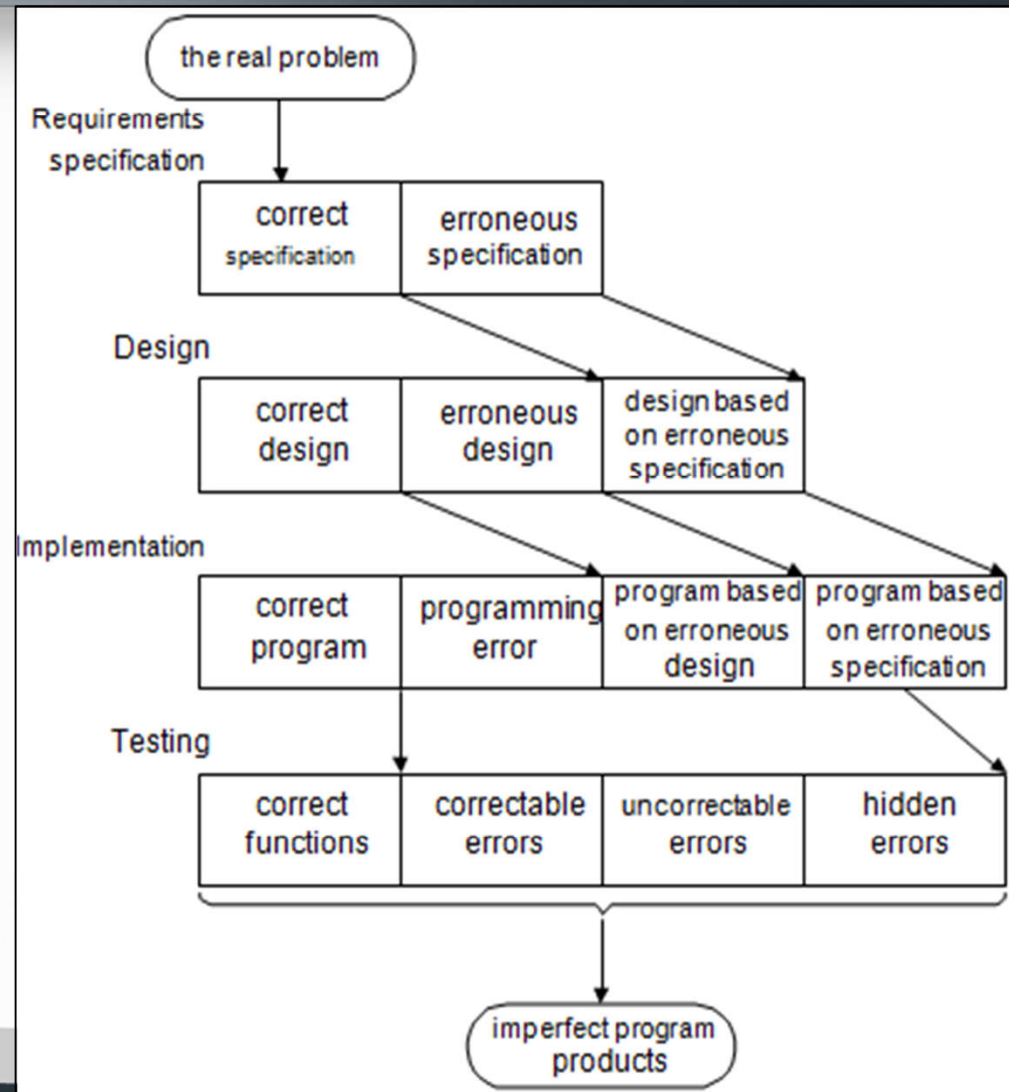 the real problem
Requirements
specification
correct
specification
erroneous
specification
Design
correct
design
erroneous
design
design based
on erroneous
specification
Implementation
correct
program
programming
error
program based
on erroneous
design
program based
on erroneous
specification
Testing
correct
functions
correctable
errors
uncorrectable
errors
hidden
errors
imperfect program
products